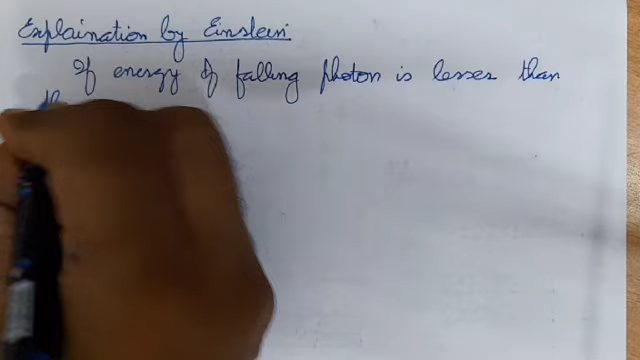 Explaination by Einstein
If energy of falling photon is lesser than